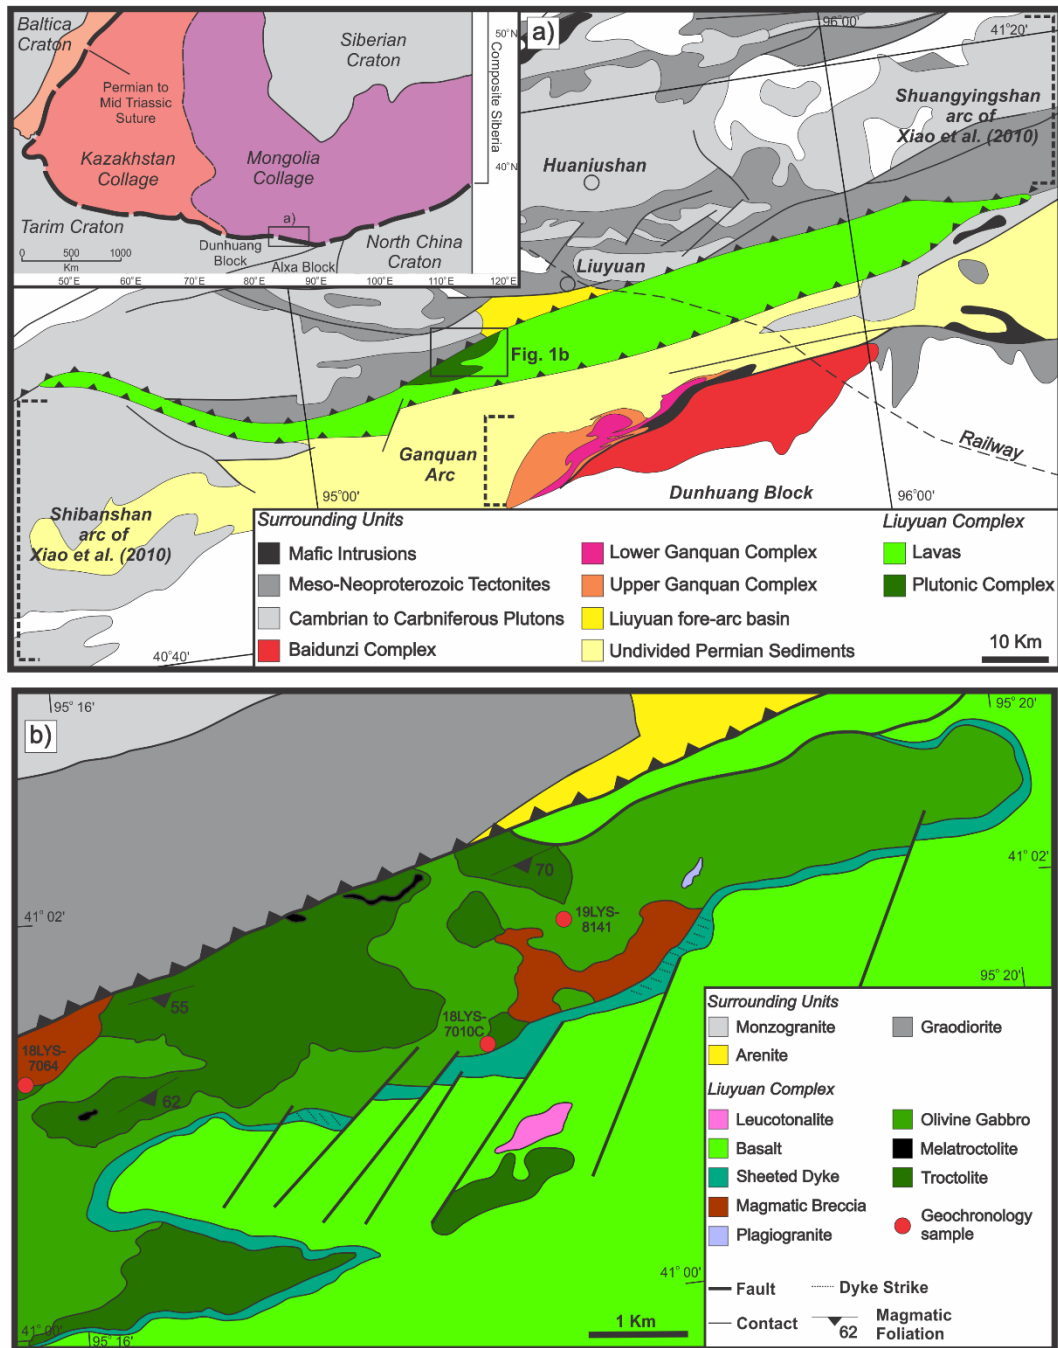 Baltica
Craton
Permian to
Mid Triassic
Suture
Siberian
Craton
Kazakhstan
Collage
Mongolia
Collage
Tarim Craton
a)
North China
Craton
Dunhuang
Block
Alxa Block
0 500 1000
Km
50°E 60°E 70°E 80°E 90°E 100°E 110°E 120°E
50°N
40°N
Composite Siberia
a)
96°00'
41°20'
Shuangyingshan
arc of
Xiao et al. (2010)
Huaniushan
Liuyuan
Fig. 1b
Railway
Ganquan
Arc
95°00'
96°00'
Dunhuang Block
Shibanshan
arc of
Xiao et al. (2010)
40°40'
Surrounding Units
Mafic Intrusions
Meso-Neoproterozoic Tectonites
Cambrian to Carbniferous Plutons
Baidunzi Complex
Lower Ganquan Complex
Upper Ganquan Complex
Liuyuan fore-arc basin
Undivided Permian Sediments
Liuyuan Complex
Lavas
Plutonic Complex
10 Km
b)
95° 16'
95° 20'
41° 02'
41° 02'
70
19LYS-
8141
55
18LYS-
7010C
18LYS-
7064
62
95° 20'
41° 00'
41° 00'
95° 16'
1 Km
Surrounding Units
Monzogranite
Graodiorite
Arenite
Liuyuan Complex
Leucotonalite
Basalt
Sheeted Dyke
Magmatic Breccia
Plagiogranite
Olivine Gabbro
Melatroctolite
Troctolite
Geochronology
sample
Fault
Dyke Strike
Contact
62
Magmatic
Foliation